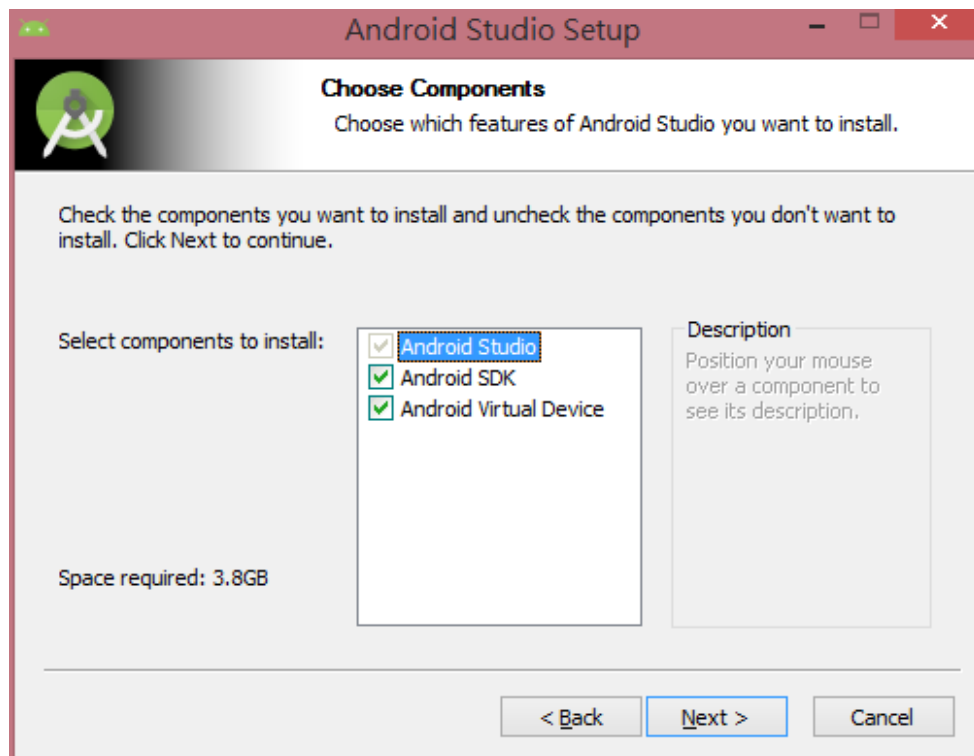 Android Studio Setup
Choose Components
Choose which features of Android Studio you want to install.
Check the components you want to install and uncheck the components you don't want to
install. Click Next to continue.
Select components to install:
Android Studio
Android SDK
Android Virtual Device
Description
Position your mouse
over a component to
see its description.
Space required: 3.8GB
< Back
Next >
Cancel